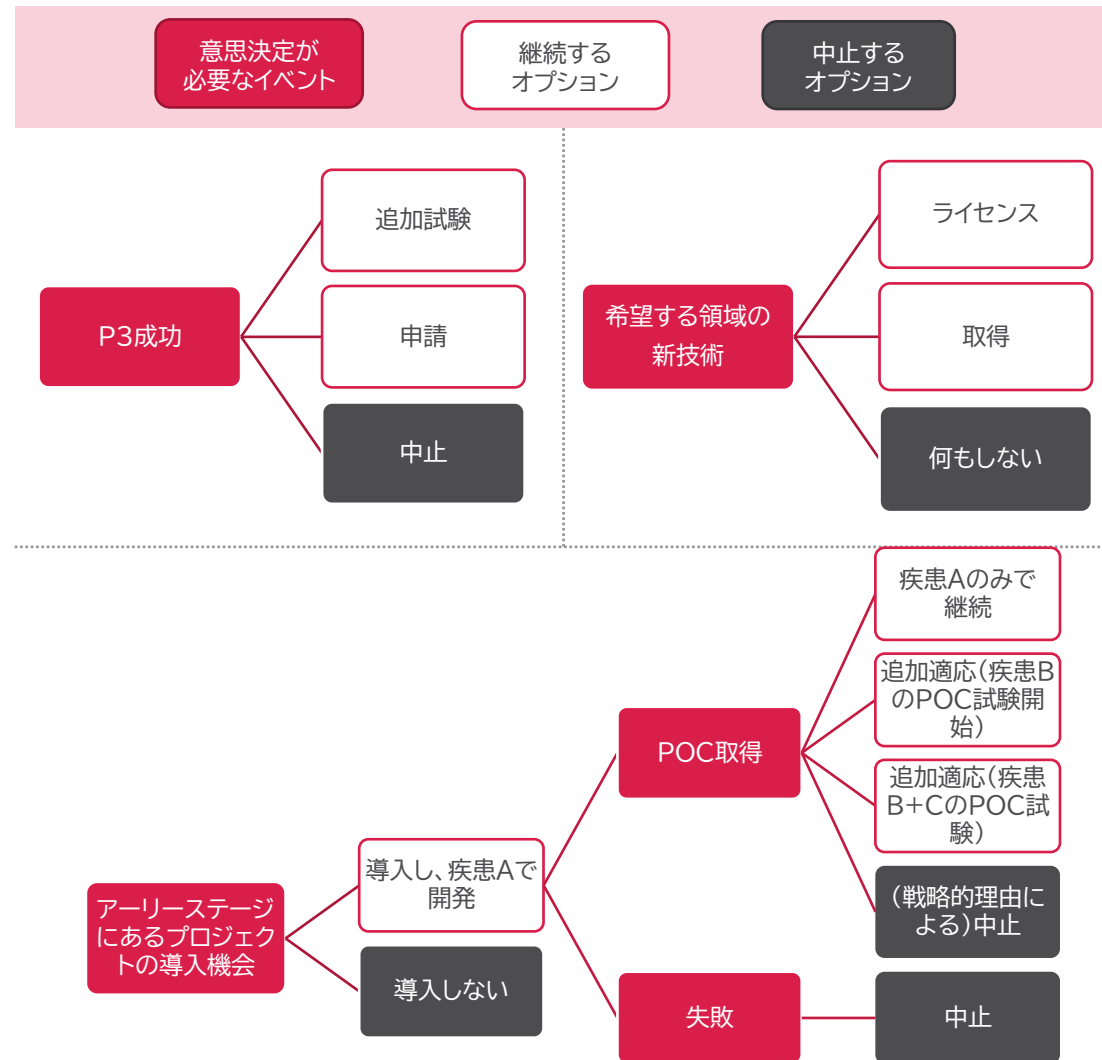 意思決定が
必要なイベント
継続する
オプション
中止する
オプション
P3成功
追加試験
申請
中止
希望する領域の
新技術
ライセンス
取得
何もしない
アーリーステージ
にあるプロジェク
トの導入機会
導入し、疾患Aで
開発
導入しない
POC取得
失敗
疾患Aのみで
継続
追加適応(疾患B
のPOC試験開
始)
追加適応(疾患
B+CのPOC試
験)
(戦略的理由に
よる)中止
中止